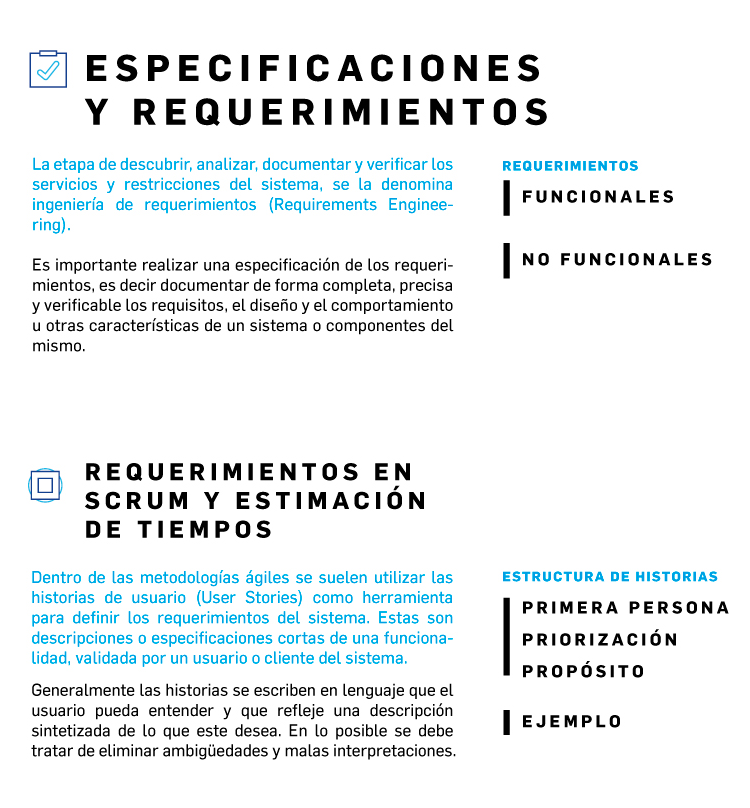 ESPECIFICACIONES
Y REQUERIMIENTOS
La etapa de descubrir, analizar, documentar y verificar los
servicios y restricciones del sistema, se la denomina
ingeniería de requerimientos (Requirements Enginee-
ring).
Es importante realizar una especificación de los requeri-
mientos, es decir documentar de forma completa, precisa
y verificable los requisitos, el diseño y el comportamiento
u otras características de un sistema o componentes del
mismo.
REQUERIMIENTOS
FUNCIONALES
NO FUNCIONALES
REQUERIMIENTOS EN
SCRUM Y ESTIMACIÓN
DE TIEMPOS
Dentro de las metodologías ágiles se suelen utilizar las
historias de usuario (User Stories) como herramienta
para definir los requerimientos del sistema. Estas son
descripciones o especificaciones cortas de una funciona-
lidad, validada por un usuario o cliente del sistema.
Generalmente las historias se escriben en lenguaje que el
usuario pueda entender y que refleje una descripción
sintetizada de lo que este desea. En lo posible se debe
tratar de eliminar ambigüedades y malas interpretaciones.
ESTRUCTURA DE HISTORIAS
PRIMERA PERSONA
PRIORIZACIÓN
PROPÓSITO
EJEMPLO